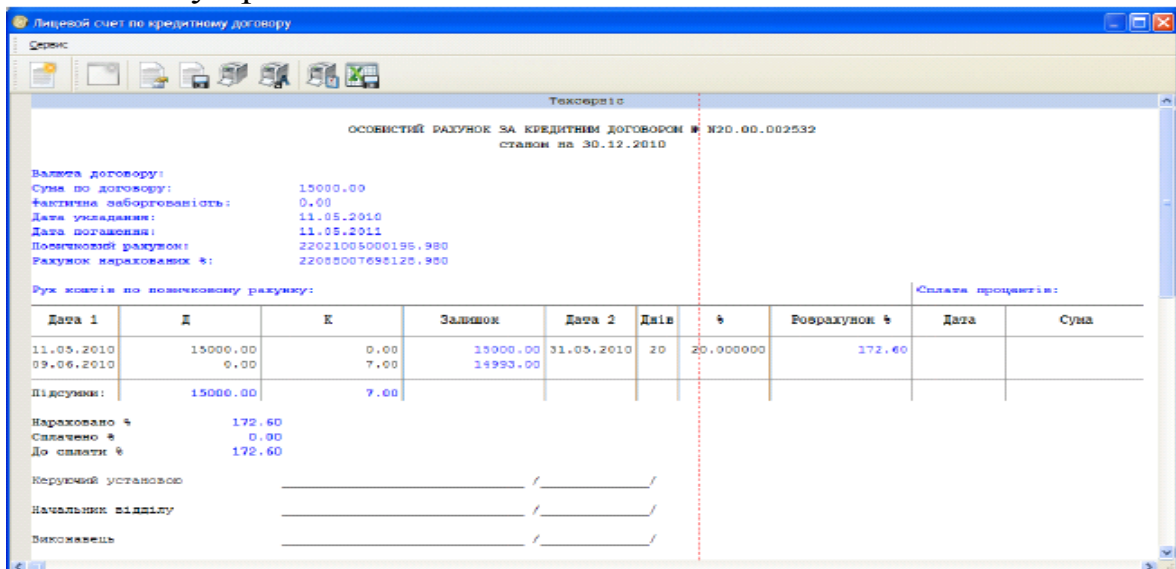 Лицевой счет по кредитному договору
Сервис
Техсервіс
ОСОБИСТИЙ РАХУНОК ЗА КРЕДИТНИМ ДОГОВОРОМ № N20.00.002532
станом на 30.12.2010
Валюта договору:
Сума по договору: 15000.00
Фактична заборгованість: 0.00
Дата укладання: 11.05.2010
Дата погашення: 11.05.2011
Позичковий рахунок: 22021005000195.980
Рахунок нарахованих %: 22088007698128.980
Рух коштів по позичковому рахунку: Сплата процентів:
Дата 1 Д К Залишок Дата 2 Днів % Розрахунок % Дата Сума
11.05.2010 15000.00 0.00 15000.00 31.05.2010 20 20.000000 172.60
09.06.2010 0.00 7.00 14993.00
Підсумки: 15000.00 7.00
Нараховано % 172.60
Сплачено % 0.00
До сплати % 172.60
Керуючий установою / /
Начальник відділу / /
Виконавець / /